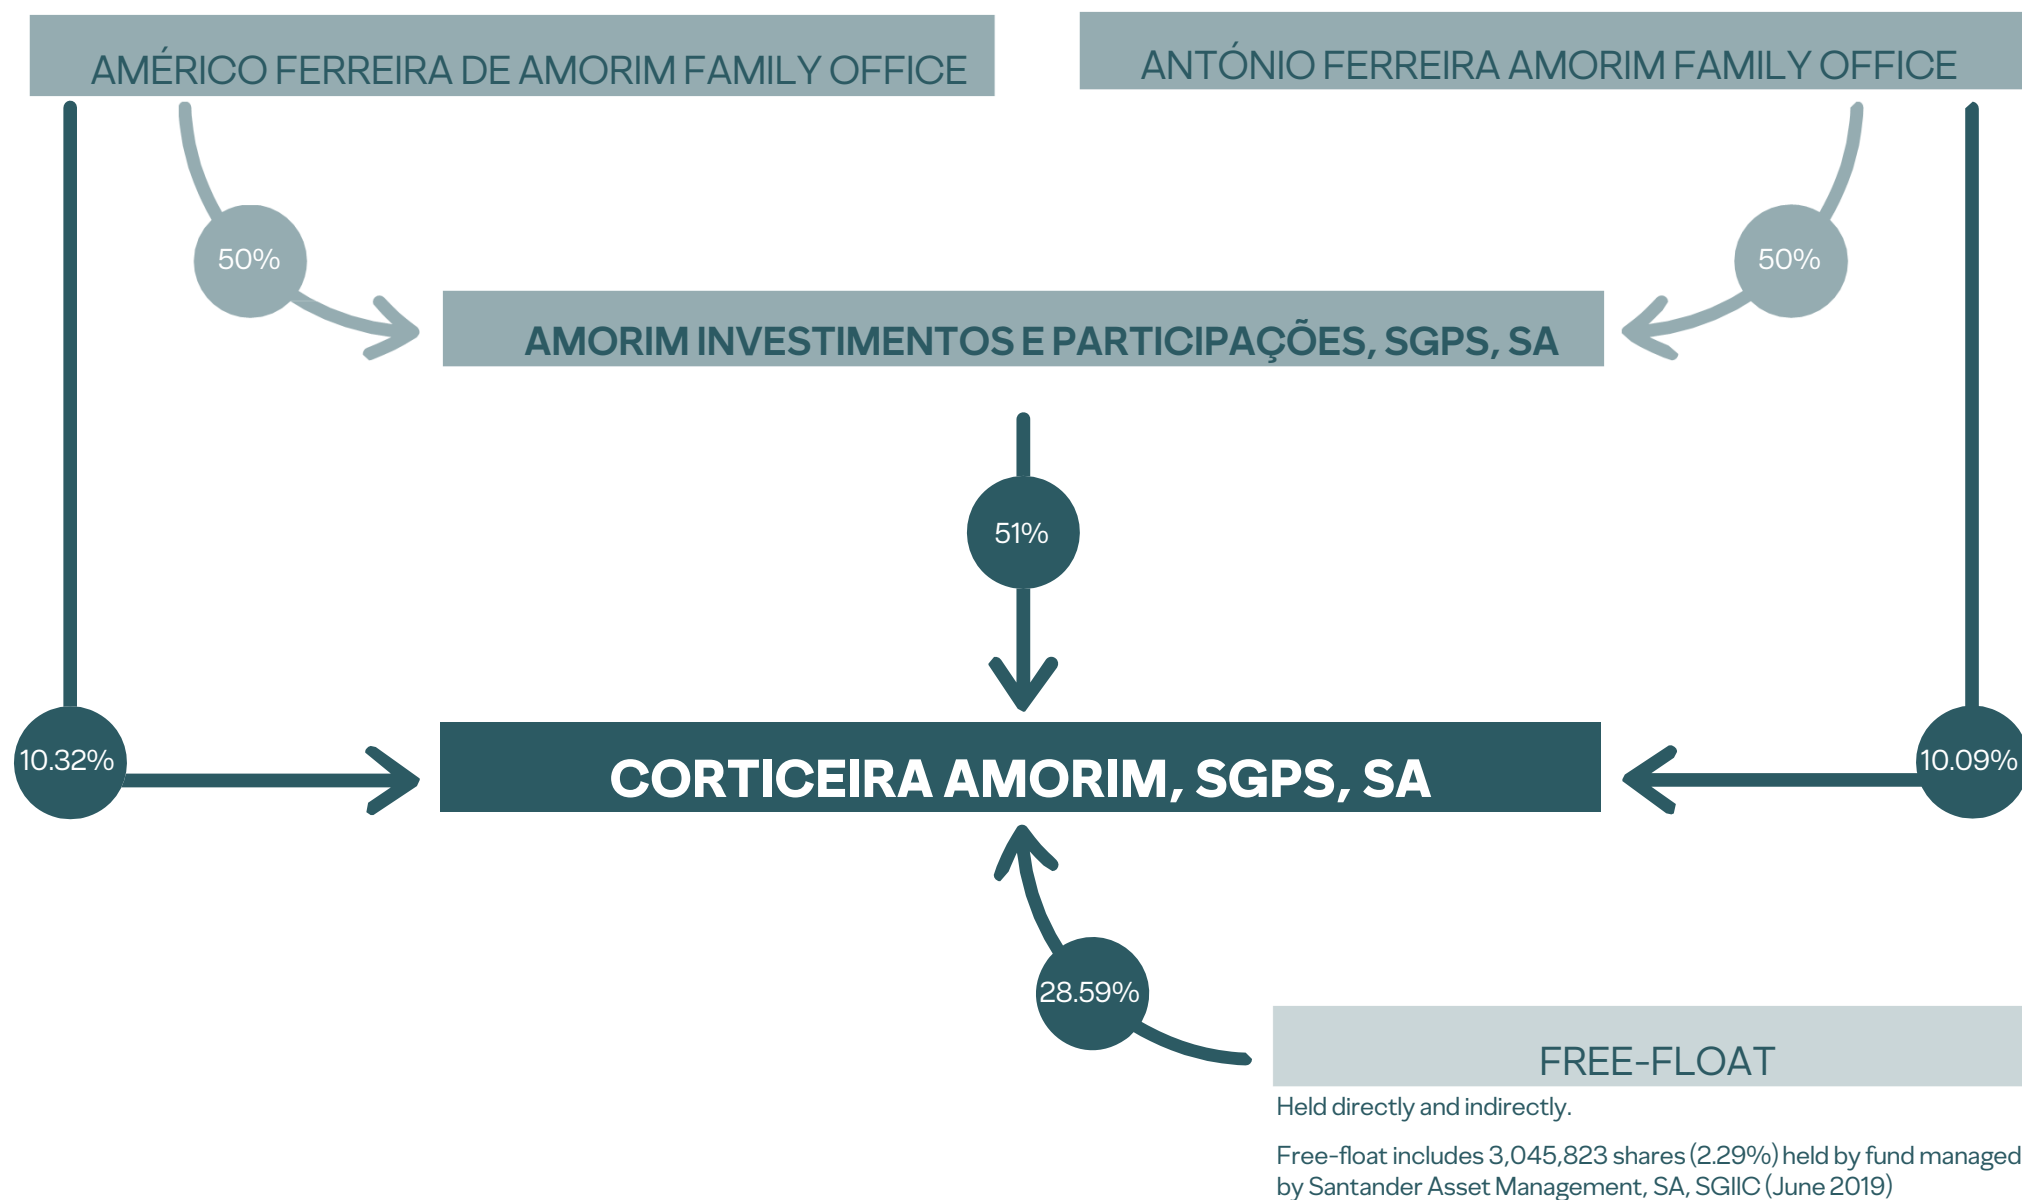 AMÉRICO FERREIRA DE AMORIM FAMILY OFFICE
ANTÓNIO FERREIRA AMORIM FAMILY OFFICE
50%
50%
AMORIM INVESTIMENTOS E PARTICIPAÇÕES, SGPS, SA
51%
10.32%
CORTICEIRA AMORIM, SGPS, SA
10.09%
28.59%
FREE-FLOAT
Held directly and indirectly.
Free-float includes 3,045,823 shares (2.29%) held by fund managed
by Santander Asset Management, SA, SGIIC (June 2019)